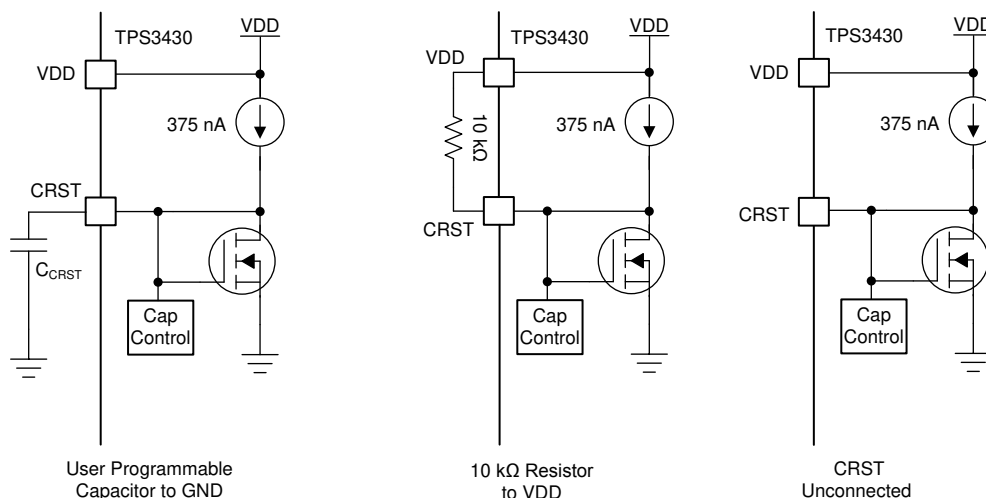 TPS3430
VDD
VDD
375 nA
CRST
CCRST
Cap
Control
User Programmable
Capacitor to GND
TPS3430
VDD
VDD
10 kΩ
375 nA
CRST
Cap
Control
10 kΩ Resistor
to VDD
TPS3430
VDD
VDD
375 nA
CRST
Cap
Control
CRST
Unconnected